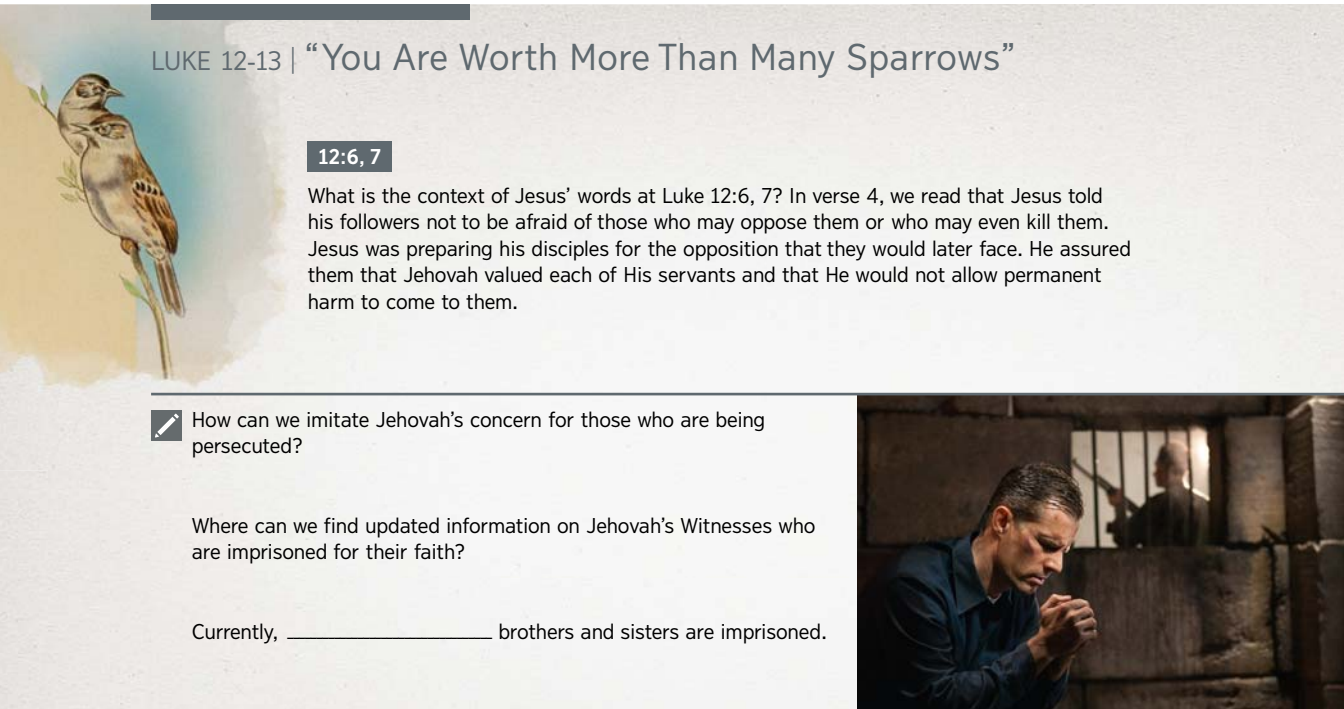 LUKE 12-13 | “You Are Worth More Than Many Sparrows”
12:6, 7
What is the context of Jesus’ words at Luke 12:6, 7? In verse 4, we read that Jesus told
his followers not to be afraid of those who may oppose them or who may even kill them.
Jesus was preparing his disciples for the opposition that they would later face. He assured
them that Jehovah valued each of His servants and that He would not allow permanent
harm to come to them.
How can we imitate Jehovah’s concern for those who are being
persecuted?
Where can we find updated information on Jehovah’s Witnesses who
are imprisoned for their faith?
Currently, ____________________ brothers and sisters are imprisoned.